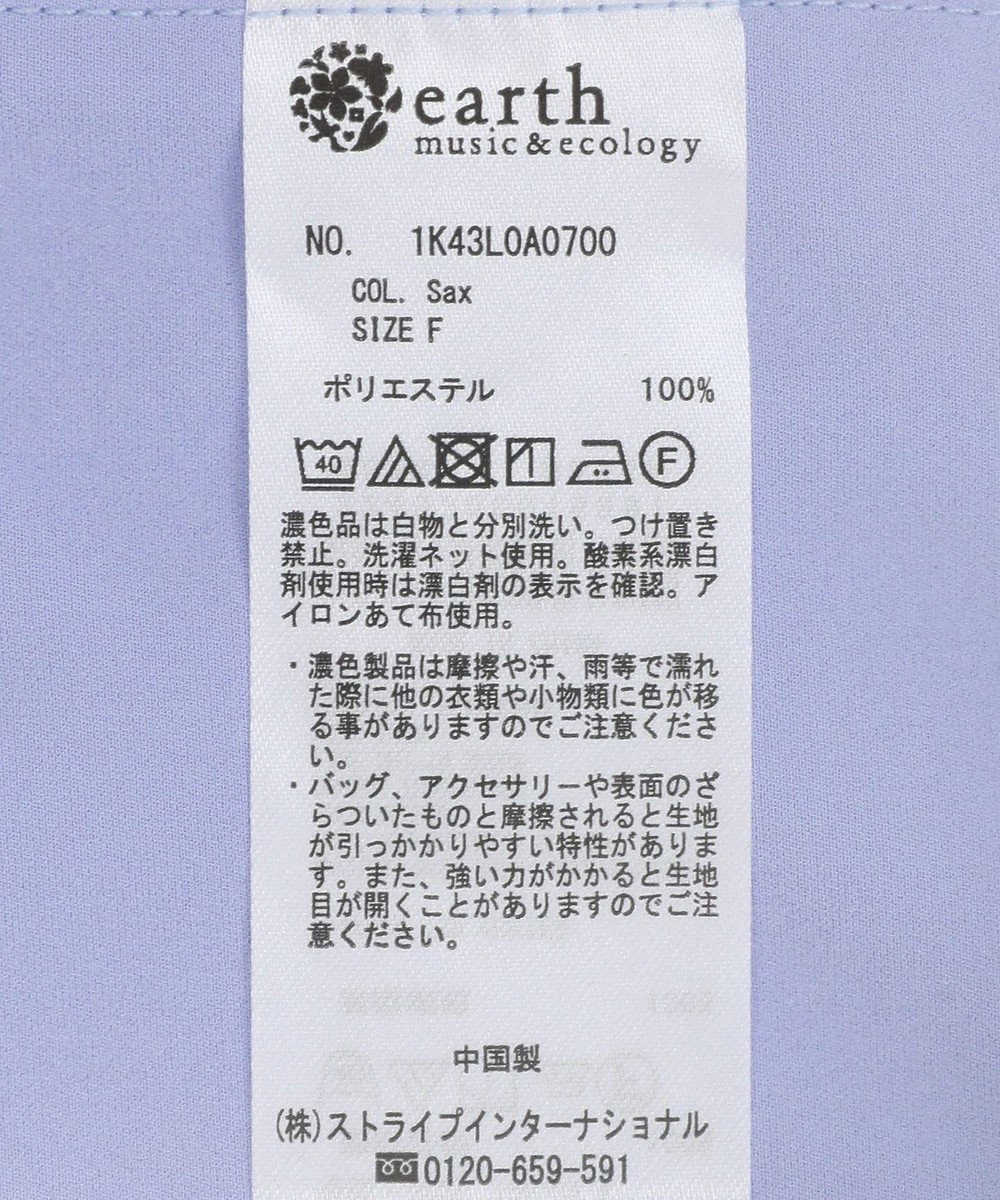 earth
music&ecology
NO. 1K43L0A0700
COL. Sax
SIZE F
ポリエステル 100%
40 F
濃色品は白物と分別洗い。つけ置き
禁止。洗濯ネット使用。酸素系漂白
剤使用時は漂白剤の表示を確認。ア
イロンあて布使用。
・濃色製品は摩擦や汗、雨等で濡れ
た際に他の衣類や小物類に色が移
る事がありますのでご注意くださ
い。
・バッグ、アクセサリーや表面のざ
らついたものと摩擦されると生地
が引っかかりやすい特性がありま
す。また、強い力がかかると生地
目が開くことがありますのでご注
意ください。
中国製
(株)ストライプインターナショナル
0120-659-591